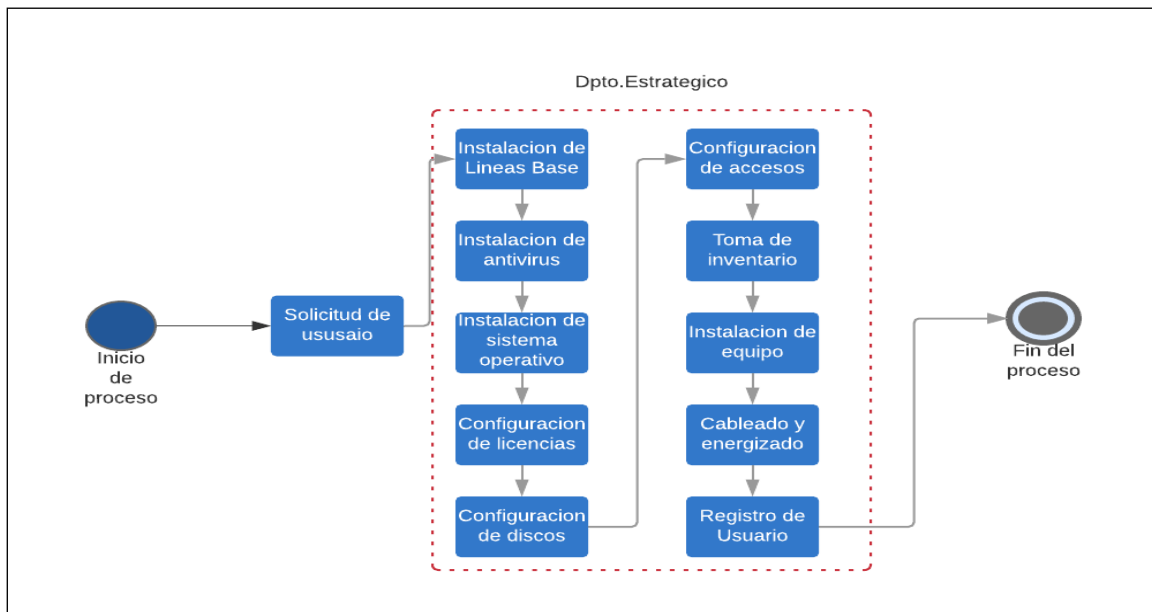 Dpto.Estrategico
Inicio
de
proceso
Solicitud de
ususaio
Instalacion de
Lineas Base
Instalacion de
antivirus
Instalacion de
sistema
operativo
Configuracion
de licencias
Configuracion
de discos
Configuracion
de accesos
Toma de
inventario
Instalacion de
equipo
Cableado y
energizado
Registro de
Usuario
Fin del
proceso